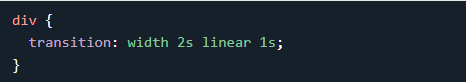 div {
  transition: width 2s linear 1s;
}